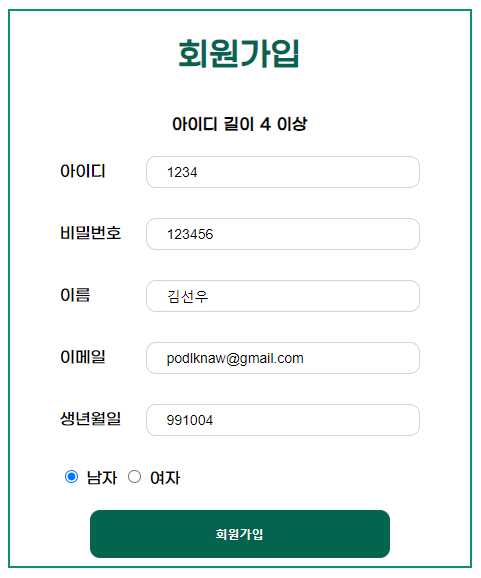 회원가입
아이디 길이 4 이상
아이디 1234
비밀번호 123456
이름 김선우
이메일 podlknaw@gmail.com
생년월일 991004
남자 여자
회원가입